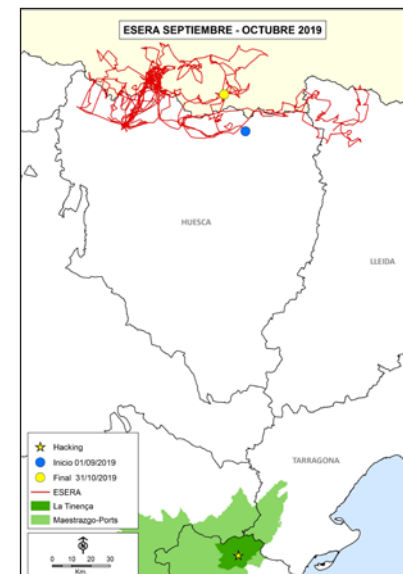 ESERA SEPTIEMBRE - OCTUBRE 2019
HUESCA
LLEIDA
TARRAGONA
Hacking
Inicio 01/09/2019
Final 31/10/2019
ESERA
La Tinença
Maestrazgo-Ports
N
0 10 20 30
Km.